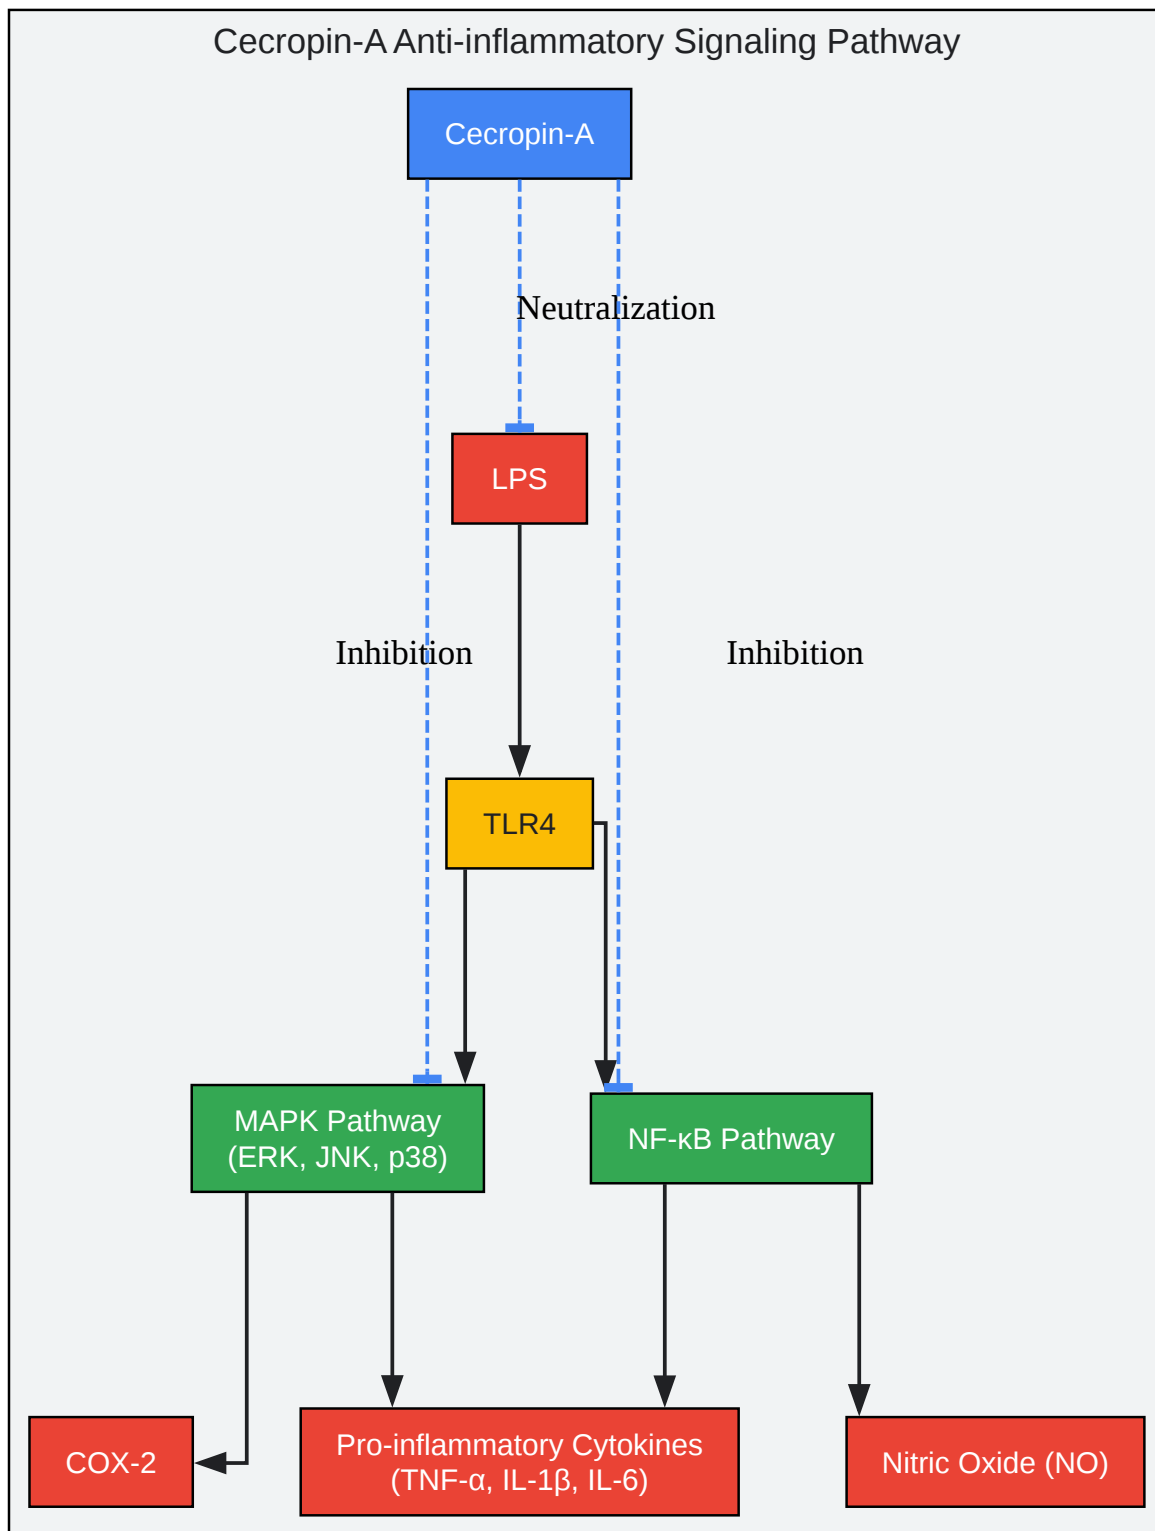 Cecropin-A Anti-inflammatory Signaling Pathway
Cecropin-A
Neutralization
LPS
Inhibition
Inhibition
TLR4
MAPK Pathway
(ERK, JNK, p38)
NF-κB Pathway
COX-2
Pro-inflammatory Cytokines
(TNF-α, IL-1β, IL-6)
Nitric Oxide (NO)